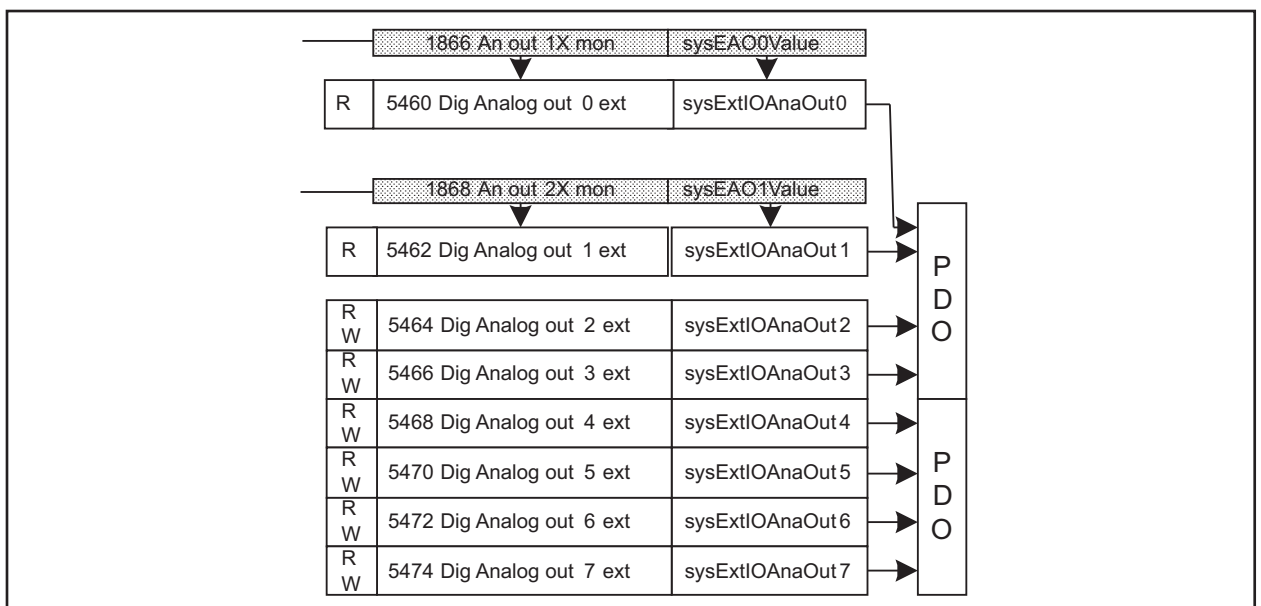 1866 An out 1X mon sysEAO0Value
R 5460 Dig Analog out 0 ext sysExtIOAnaOut0
1868 An out 2X mon sysEAO1Value
R 5462 Dig Analog out 1 ext sysExtIOAnaOut1
R W 5464 Dig Analog out 2 ext sysExtIOAnaOut2
R W 5466 Dig Analog out 3 ext sysExtIOAnaOut3
PDO
R W 5468 Dig Analog out 4 ext sysExtIOAnaOut4
R W 5470 Dig Analog out 5 ext sysExtIOAnaOut5
R W 5472 Dig Analog out 6 ext sysExtIOAnaOut6
R W 5474 Dig Analog out 7 ext sysExtIOAnaOut7
PDO